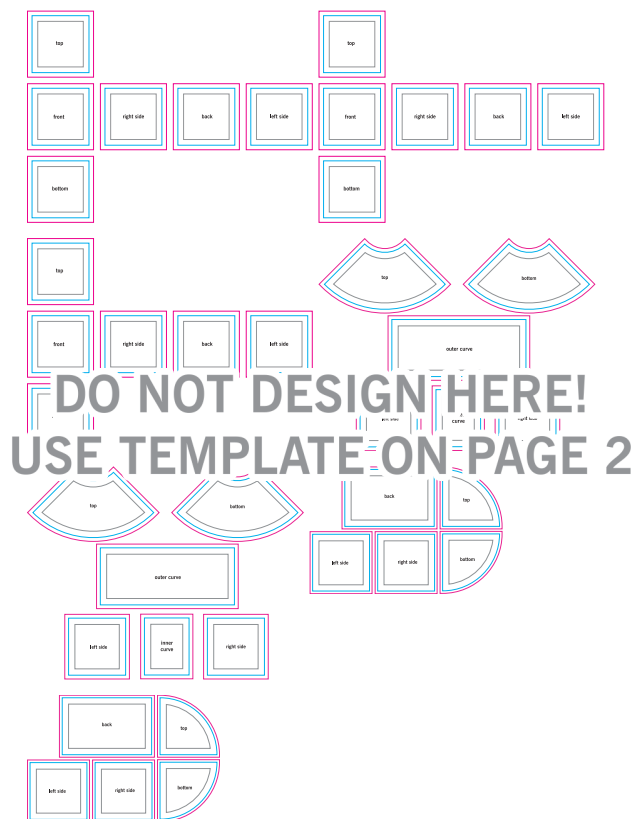 top top
front right side back left side front right side back left side
bottom bottom
top
top bottom
front right side back left side
outer curve
DO NOT DESIGN HERE!
curve
USE TEMPLATE ON PAGE 2
back top
top bottom
left side right side bottom
outer curve
left side inner curve right side
back top
left side right side bottom